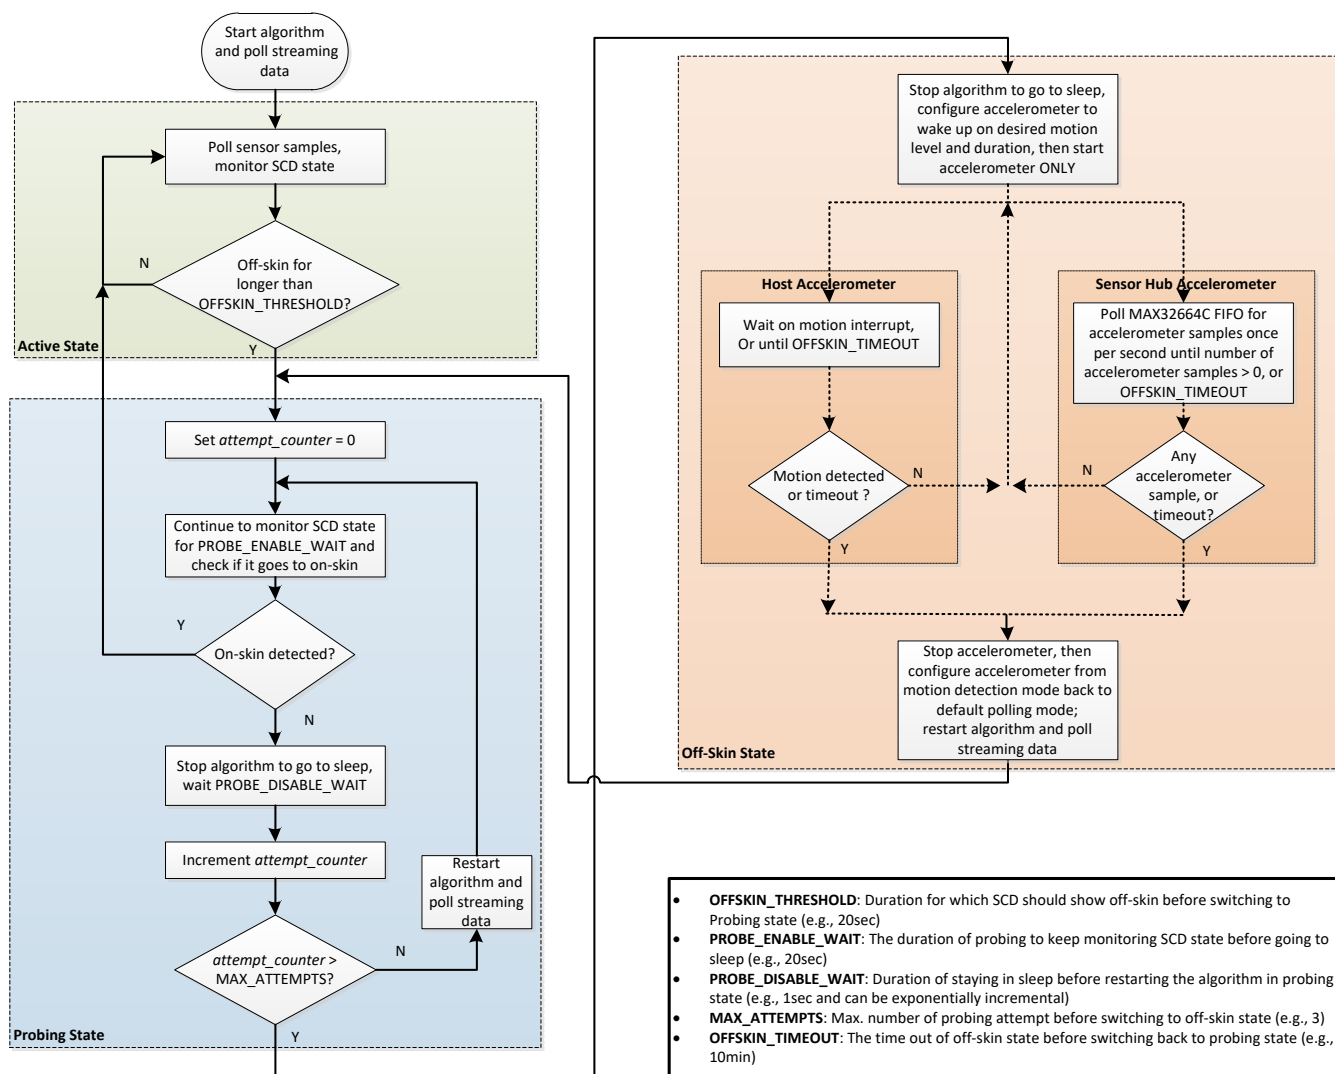 Start algorithm
and poll streaming
data
Poll sensor samples,
monitor SCD state
Off-skin for
longer than
OFFSKIN_THRESHOLD?
N
Y
Active State
Set attempt_counter = 0
Continue to monitor SCD state
for PROBE_ENABLE_WAIT and
check if it goes to on-skin
On-skin detected?
Y
N
Stop algorithm to go to sleep,
wait PROBE_DISABLE_WAIT
Increment attempt_counter
Restart
algorithm and
poll streaming
data
attempt_counter >
MAX_ATTEMPTS?
N
Y
Probing State
Stop algorithm to go to sleep,
configure accelerometer to
wake up on desired motion
level and duration, then start
accelerometer ONLY
Host Accelerometer
Wait on motion interrupt,
Or until OFFSKIN_TIMEOUT
Motion detected
or timeout ?
N
Y
Sensor Hub Accelerometer
Poll MAX32664C FIFO for
accelerometer samples once
per second until number of
accelerometer samples > 0, or
OFFSKIN_TIMEOUT
Any
accelerometer
sample, or
timeout?
N
Y
Stop accelerometer, then
configure accelerometer from
motion detection mode back to
default polling mode;
restart algorithm and poll
streaming data
Off-Skin State
• OFFSKIN_THRESHOLD: Duration for which SCD should show off-skin before switching to
Probing state (e.g., 20sec)
• PROBE_ENABLE_WAIT: The duration of probing to keep monitoring SCD state before going to
sleep (e.g., 20sec)
• PROBE_DISABLE_WAIT: Duration of staying in sleep before restarting the algorithm in probing
state (e.g., 1sec and can be exponentially incremental)
• MAX_ATTEMPTS: Max. number of probing attempt before switching to off-skin state (e.g., 3)
• OFFSKIN_TIMEOUT: The time out of off-skin state before switching back to probing state (e.g.,
10min)